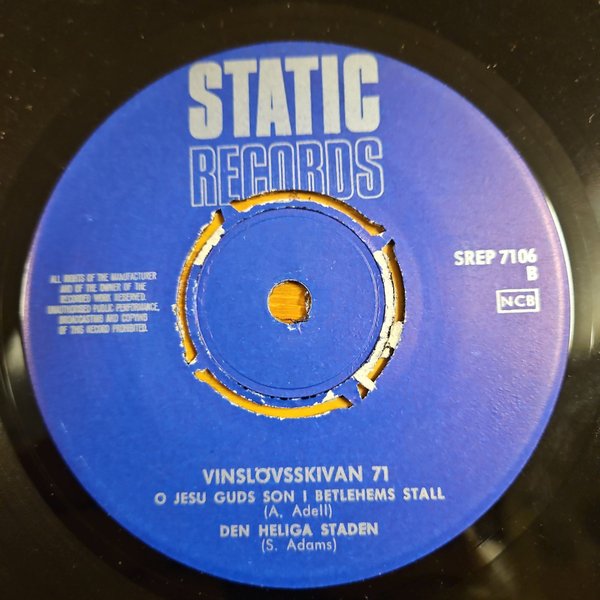 STATIC
RECORDS
ALL RIGHTS OF THE MANUFACTURER
AND OF THE OWNER OF THE
RECORDED WORK RESERVED.
UNAUTHORISED PUBLIC PERFORMANCE,
BROADCASTING AND COPYING
OF THIS RECORD PROHIBITED.
SREP 7106
B
NCB
VINSLÖVSSKIVAN 71
O JESU GUDS SON I BETLEHEMS STALL
(A. Adell)
DEN HELIGA STADEN
(S. Adams)